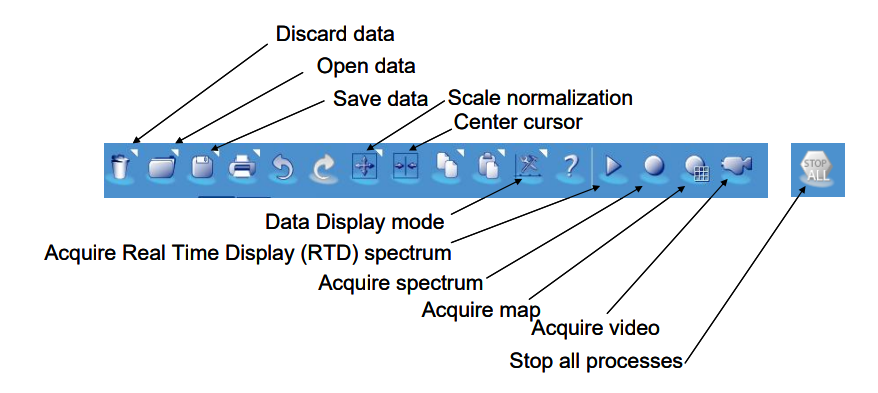 Discard data
Open data
Save data
Scale normalization
Center cursor
?
STOP
ALL
Data Display mode
Acquire Real Time Display (RTD) spectrum
Acquire spectrum
Acquire map
Acquire video
Stop all processes